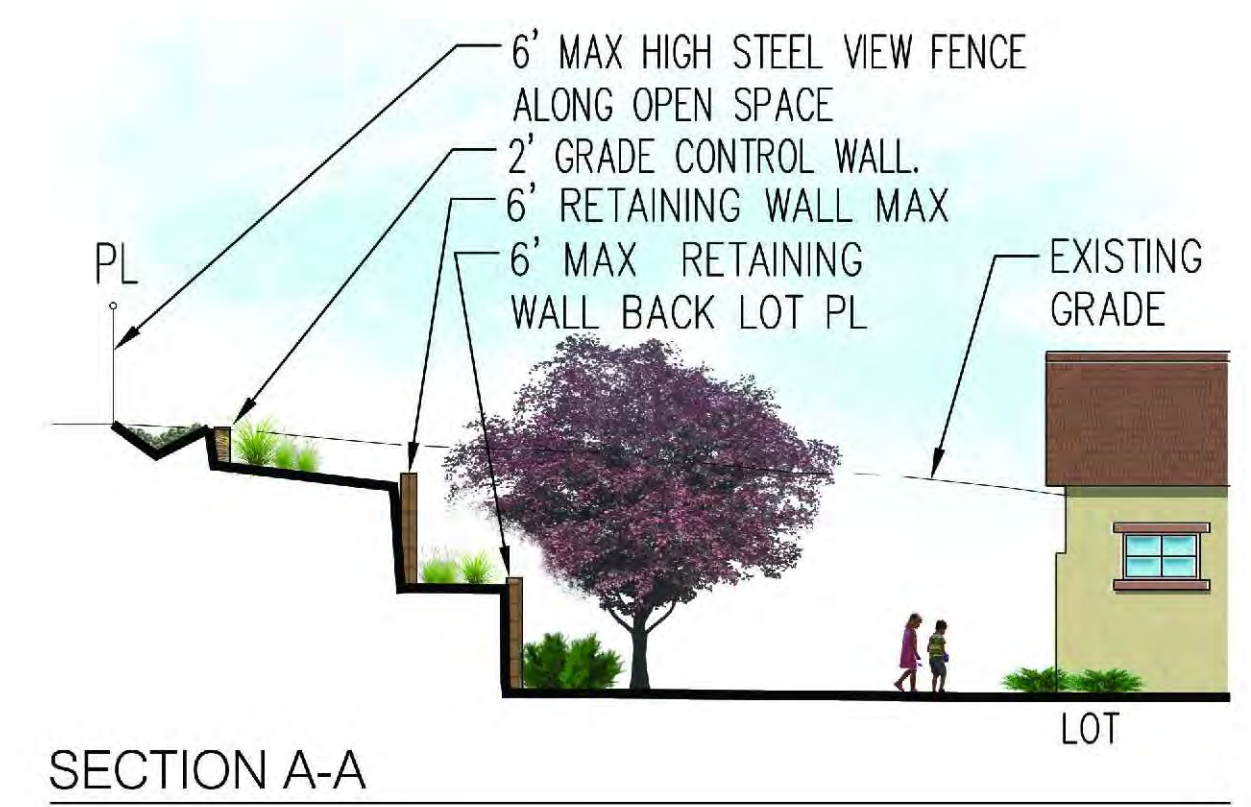 6' MAX HIGH STEEL VIEW FENCE
ALONG OPEN SPACE
2' GRADE CONTROL WALL.
6' RETAINING WALL MAX
6' MAX RETAINING
WALL BACK LOT PL
PL
EXISTING
GRADE
LOT
SECTION A-A